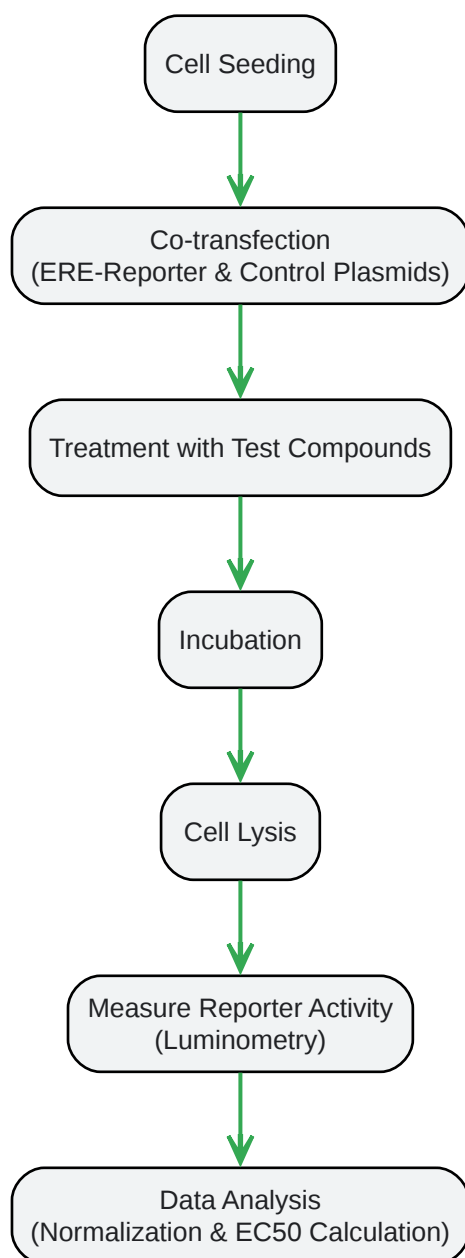 Cell Seeding
Co-transfection
(ERE-Reporter & Control Plasmids)
Treatment with Test Compounds
Incubation
Cell Lysis
Measure Reporter Activity
(Luminometry)
Data Analysis
(Normalization & EC50 Calculation)